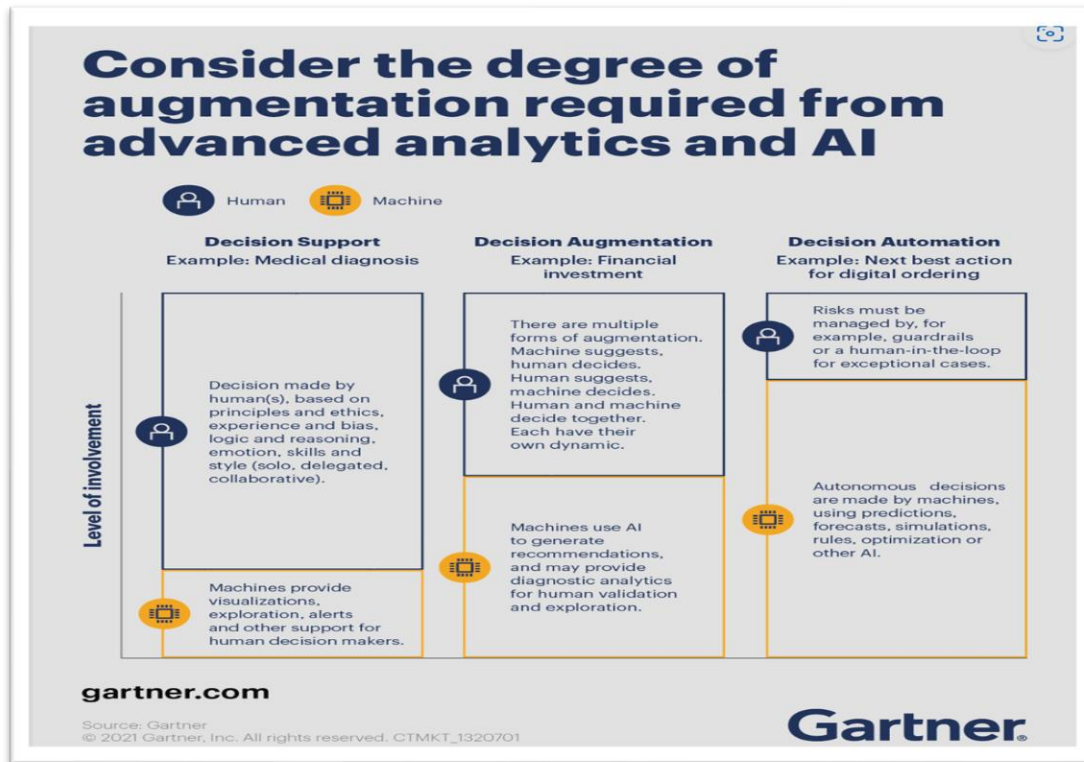 Consider the degree of
augmentation required from
advanced analytics and AI
Human
Machine
Decision Support
Example: Medical diagnosis
Decision Augmentation
Example: Financial
investment
Decision Automation
Example: Next best action
for digital ordering
Level of involvement
Decision made by
human(s), based on
principles and ethics,
experience and bias,
logic and reasoning,
emotion, skills and
style (solo, delegated,
collaborative).
Machines provide
visualizations,
exploration, alerts
and other support for
human decision makers.
There are multiple
forms of augmentation.
Machine suggests,
human decides.
Human suggests,
machine decides.
Human and machine
decide together.
Each have their
own dynamic.
Machines use AI
to generate
recommendations,
and may provide
diagnostic analytics
for human validation
and exploration.
Risks must be
managed by, for
example, guardrails
or a human-in-the-loop
for exceptional cases.
Autonomous decisions
are made by machines,
using predictions,
forecasts, simulations,
rules, optimization or
other AI.
gartner.com
Source: Gartner
© 2021 Gartner, Inc. All rights reserved. CTMKT_1320701
Gartner®